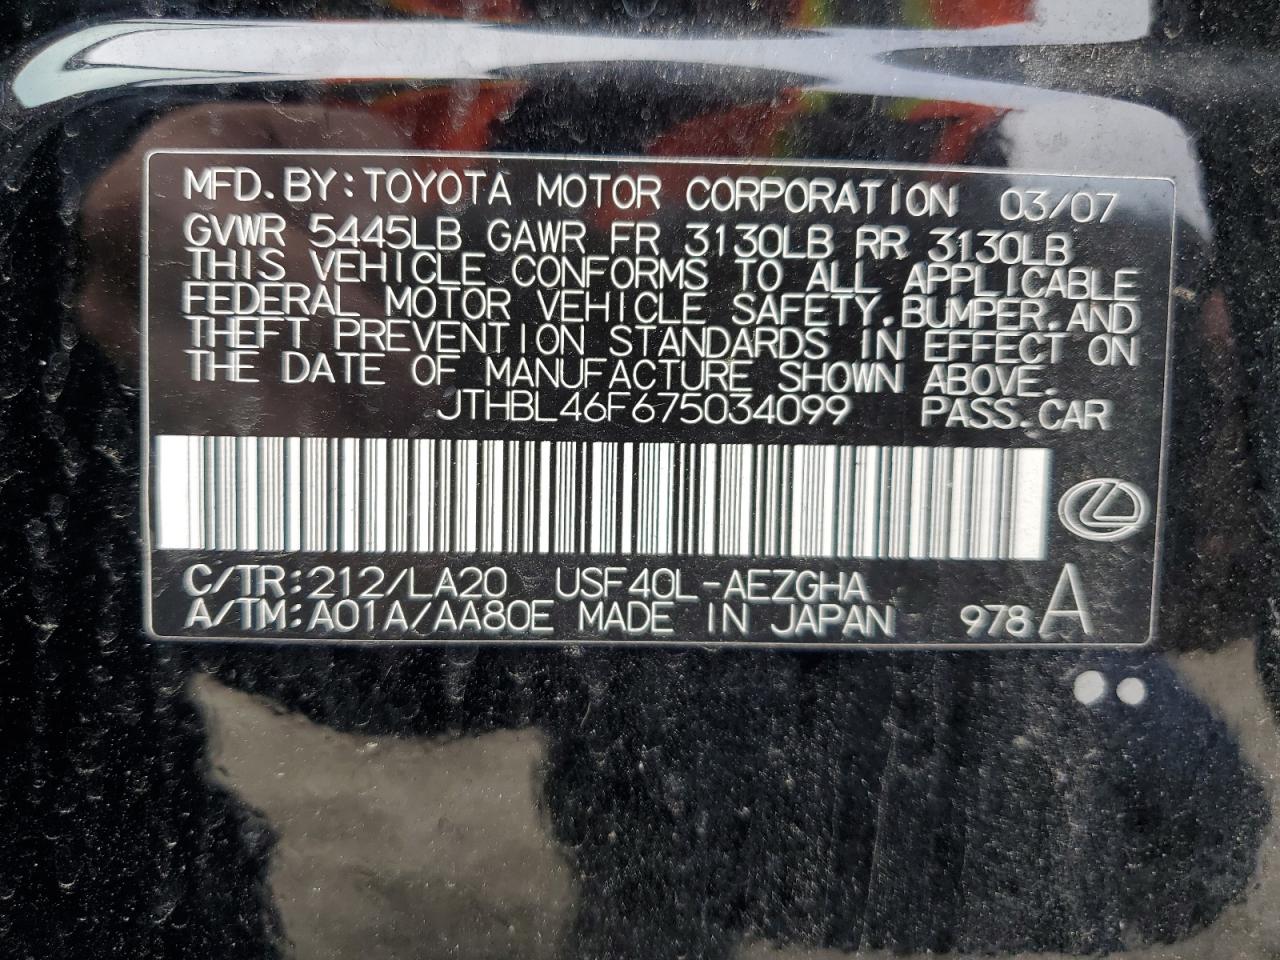 MFD.BY:TOYOTA MOTOR CORPORATION 03/07
GVWR 5445LB GAWR FR 3130LB RR 3130LB
THIS VEHICLE CONFORMS TO ALL APPLICABLE
FEDERAL MOTOR VEHICLE SAFETY,BUMPER,AND
THEFT PREVENTION STANDARDS IN EFFECT ON
THE DATE OF MANUFACTURE SHOWN ABOVE.
JTHBL46F675034099 PASS.CAR
C/TR:212/LA20 USF40L-AEZGHA
A/TM:A01A/AA80E MADE IN JAPAN 978 A